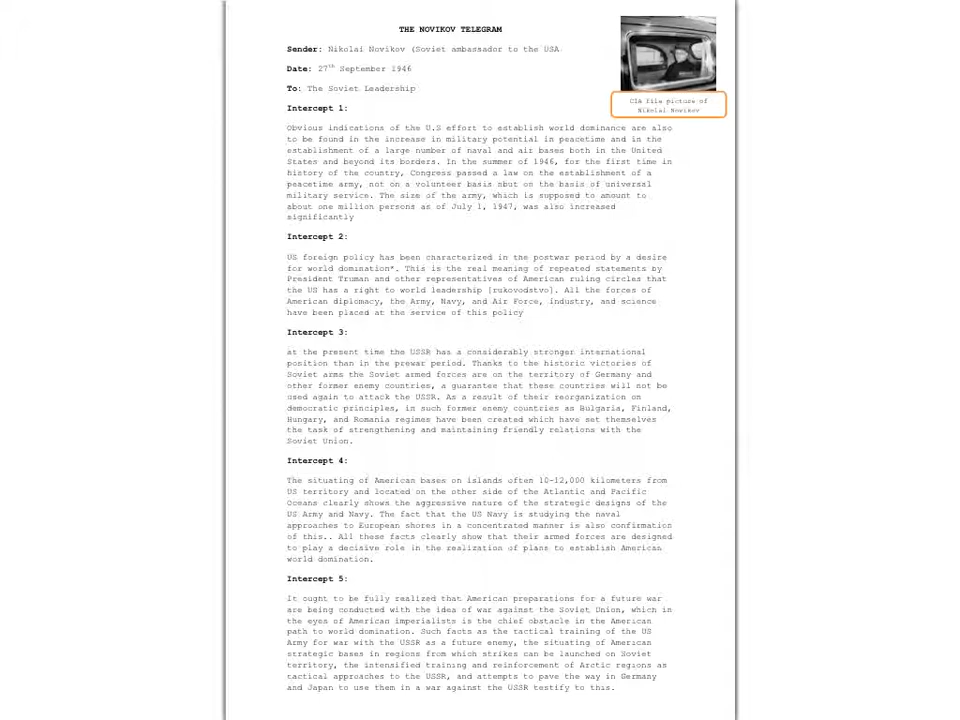 THE NOVIKOV TELEGRAM
Sender: Nikolai Novikov (Soviet ambassador to the USA
Date: 27th September 1946
To: The Soviet Leadership
CIA file picture of
Nikolai Novikov
Intercept 1:
Obvious indications of the U.S effort to establish world dominance are also
to be found in the increase in military potential in peacetime and in the
establishment of a large number of naval and air bases both in the United
States and beyond its borders. In the summer of 1946, for the first time in
history of the country, Congress passed a law on the establishment of a
peacetime army, not on a volunteer basis nbut on the basis of universal
military service. The size of the army, which is supposed to amount to
about one million persons as of July 1, 1947, was also increased
significantly
Intercept 2:
US foreign policy has been characterized in the postwar period by a desire
for world domination*. This is the real meaning of repeated statements by
President Truman and other representatives of American ruling circles that
the US has a right to world leadership [rukovodstvo]. All the forces of
American diplomacy, the Army, Navy, and Air Force, industry, and science
have been placed at the service of this policy
Intercept 3:
at the present time the USSR has a considerably stronger international
position than in the prewar period. Thanks to the historic victories of
Soviet arms the Soviet armed forces are on the territory of Germany and
other former enemy countries, a guarantee that these countries will not be
used again to attack the USSR. As a result of their reorganization on
democratic principles, in such former enemy countries as Bulgaria, Finland,
Hungary, and Romania regimes have been created which have set themselves
the task of strengthening and maintaining friendly relations with the
Soviet Union.
Intercept 4:
The situating of American bases on islands often 10-12,000 kilometers from
US territory and located on the other side of the Atlantic and Pacific
Oceans clearly shows the aggressive nature of the strategic designs of the
US Army and Navy. The fact that the US Navy is studying the naval
approaches to European shores in a concentrated manner is also confirmation
of this.. All these facts clearly show that their armed forces are designed
to play a decisive role in the realization of plans to establish American
world domination.
Intercept 5:
It ought to be fully realized that American preparations for a future war
are being conducted with the idea of war against the Soviet Union, which in
the eyes of American imperialists is the chief obstacle in the American
path to world domination. Such facts as the tactical training of the US
Army for war with the USSR as a future enemy, the situating of American
strategic bases in regions from which strikes can be launched on Soviet
territory, the intensified training and reinforcement of Arctic regions as
tactical approaches to the USSR, and attempts to pave the way in Germany
and Japan to use them in a war against the USSR testify to this.